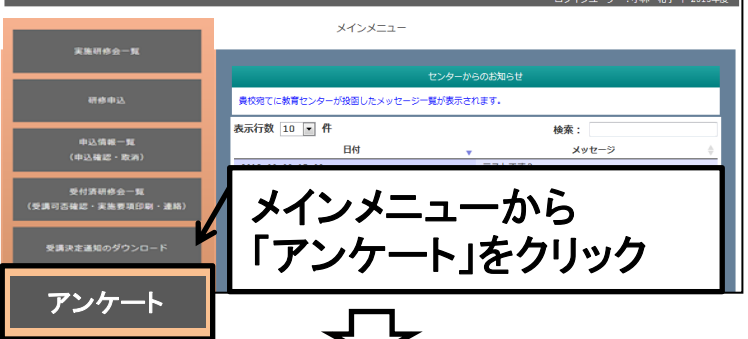 メインメニュー
実施研修会一覧
研修申込
申込情報一覧
(申込確認・取消)
受付済研修会一覧
(受講可否確認・実施要項印刷・連絡)
受講決定通知のダウンロード
アンケート
センターからのお知らせ
貴校宛てに教育センターが投函したメッセージ一覧が表示されます。
表示行数 10 件
検索：
日付
メッセージ
メインメニューから
「アンケート」をクリック